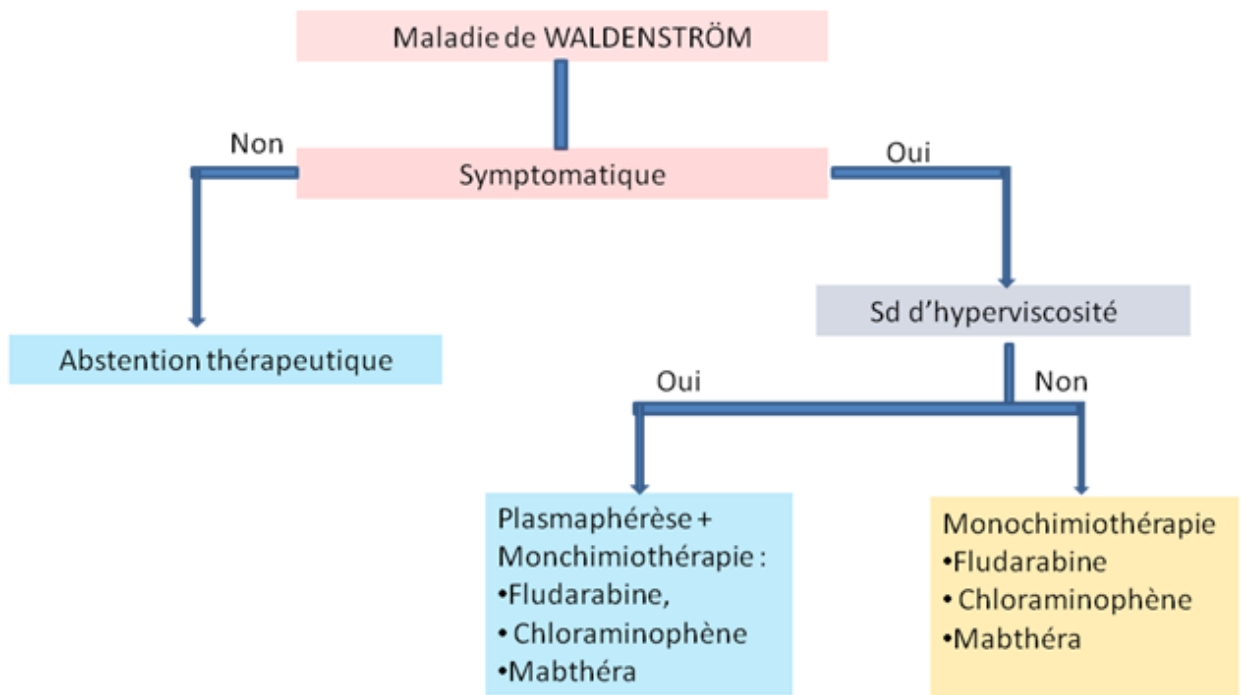 Maladie de WALDENSTRÖM
Non
Oui
Symptomatique
Sd d’hyperviscosité
Abstention thérapeutique
Oui
Non
Plasmaphérèse +
Monchimiothérapie :
•Fludarabine,
• Chloraminophène
•Mabthéra
Monochimiothérapie
•Fludarabine
• Chloraminophène
•Mabthéra